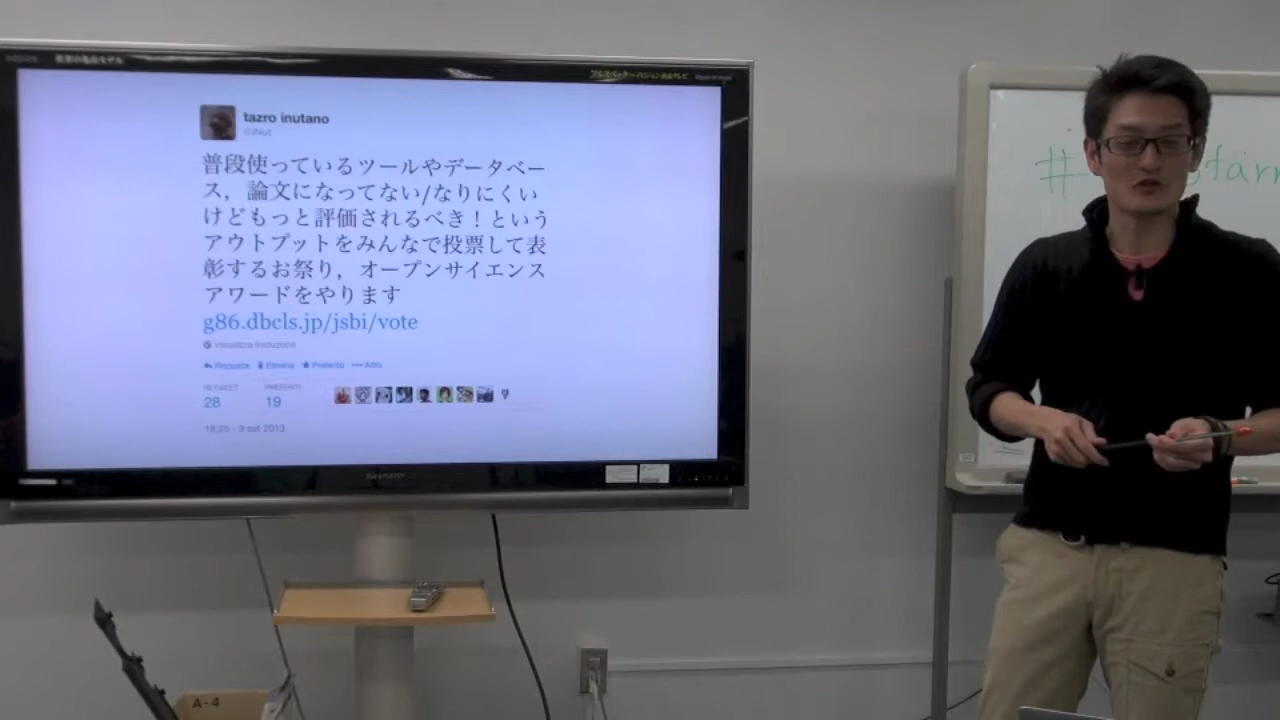 tazro inutano
@iNut
普段使っているツールやデータベー
ス，論文になってない/なりにくい
けどもっと評価されるべき！という
アウトプットをみんなで投票して表
彰するお祭り，オープンサイエンス
アワードをやります
g86.dbcls.jp/jsbi/vote
Visualizza traduzione
Rispondi Elimina Preferito Altro
RETWEET PREFERITI
28 19
18:25 - 9 set 2013
SHARP
A-4